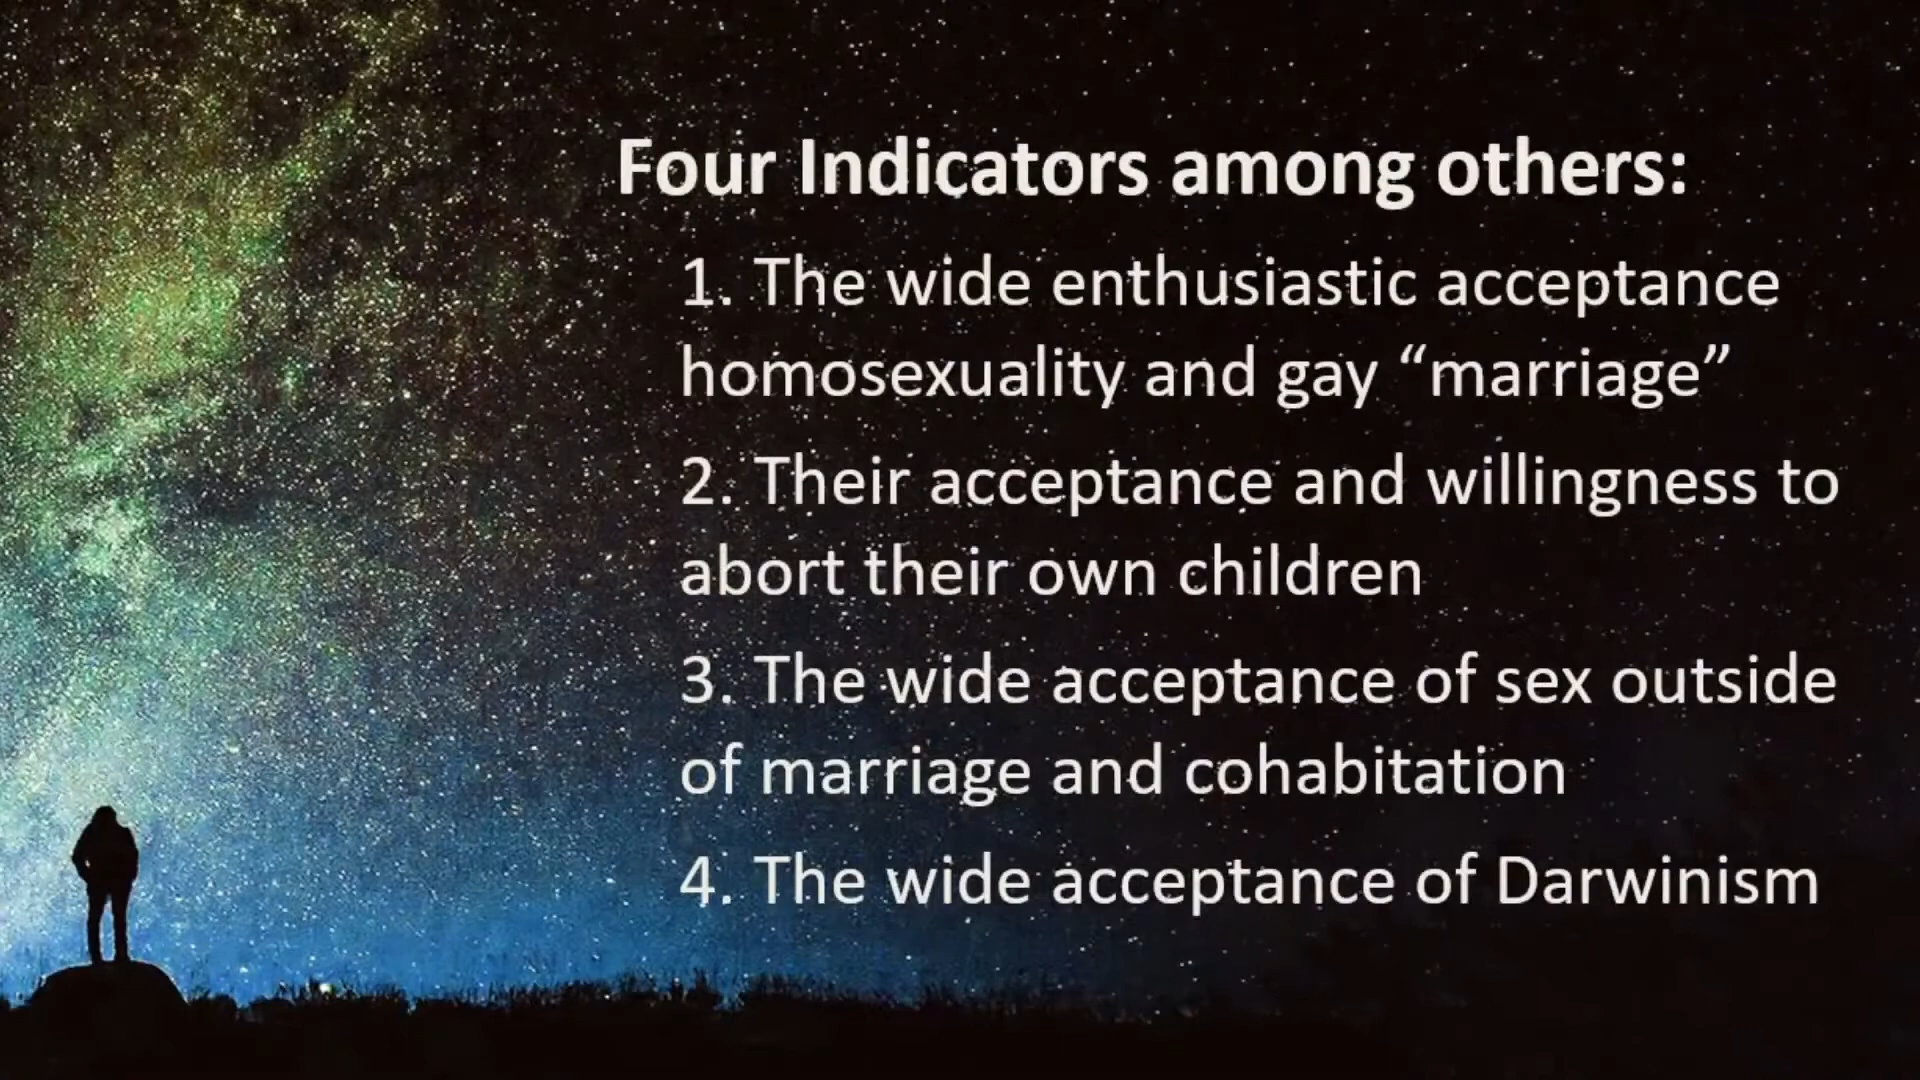 Four Indicators among others:
1. The wide enthusiastic acceptance
homosexuality and gay “marriage”
2. Their acceptance and willingness to
abort their own children
3. The wide acceptance of sex outside
of marriage and cohabitation
4. The wide acceptance of Darwinism